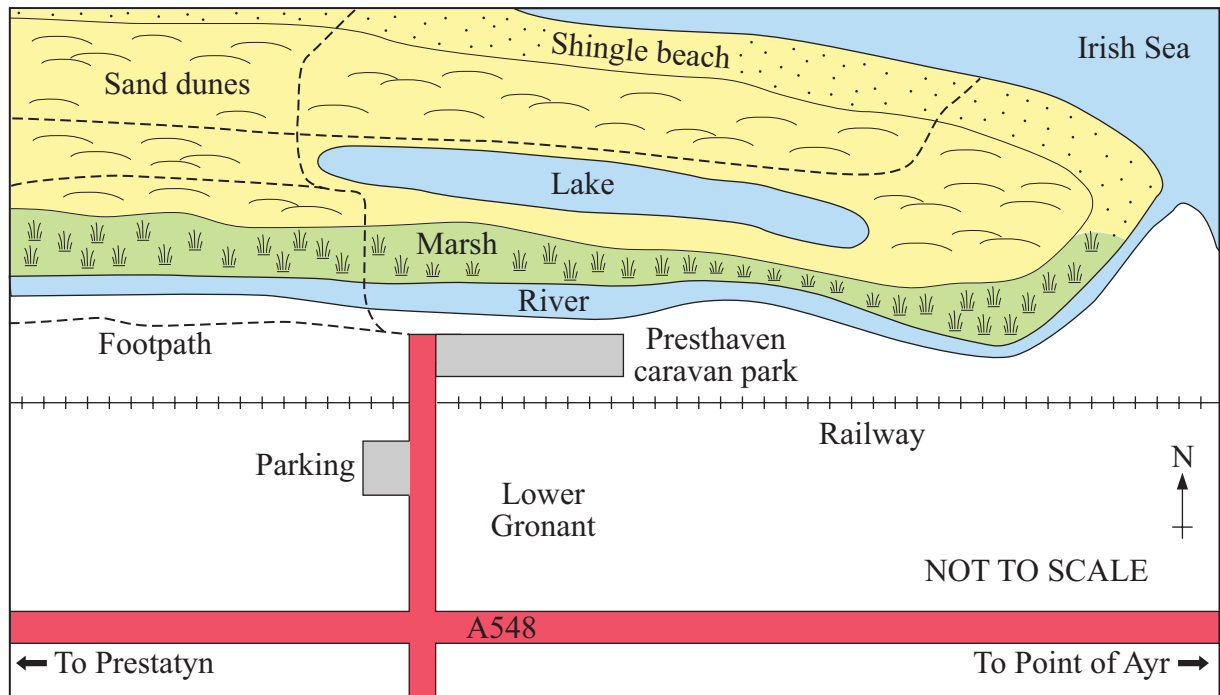 Shingle beach
Irish Sea
Sand dunes
Lake
Marsh
River
Footpath
Presthaven
caravan park
Railway
Parking
N
Lower
Gronant
NOT TO SCALE
A548
To Prestatyn
To Point of Ayr